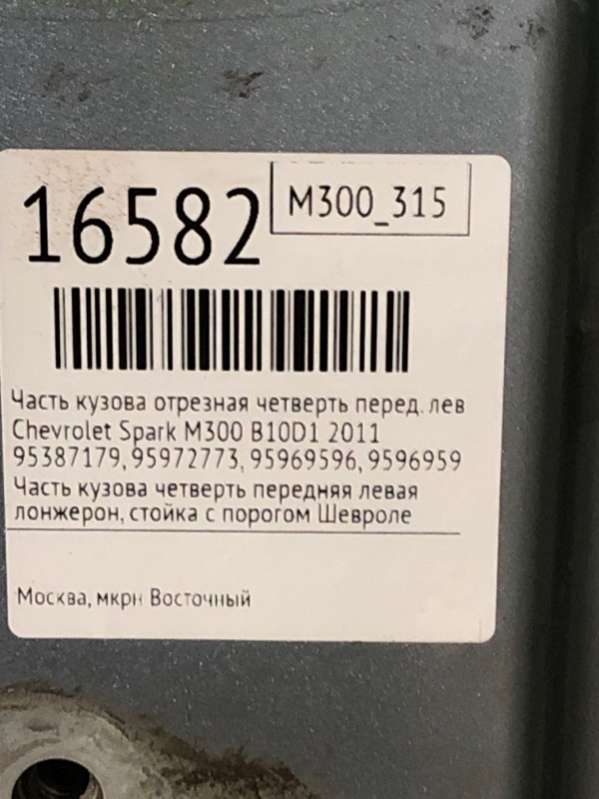 16582
M300_315
Часть кузова отрезная четверть перед. лев
Chevrolet Spark M300 B10D1 2011
95387179, 95972773, 95969596, 9596959
Часть кузова четверть передняя левая
лонжерон, стойка с порогом Шевроле
Москва, мкрн Восточный